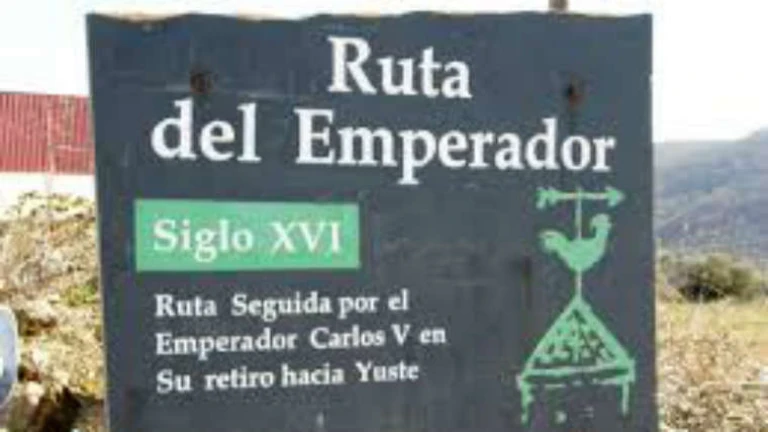 Ruta
del Emperador
Siglo XVI
Ruta Seguida por el
Emperador Carlos V en
Su retiro hacia Yuste